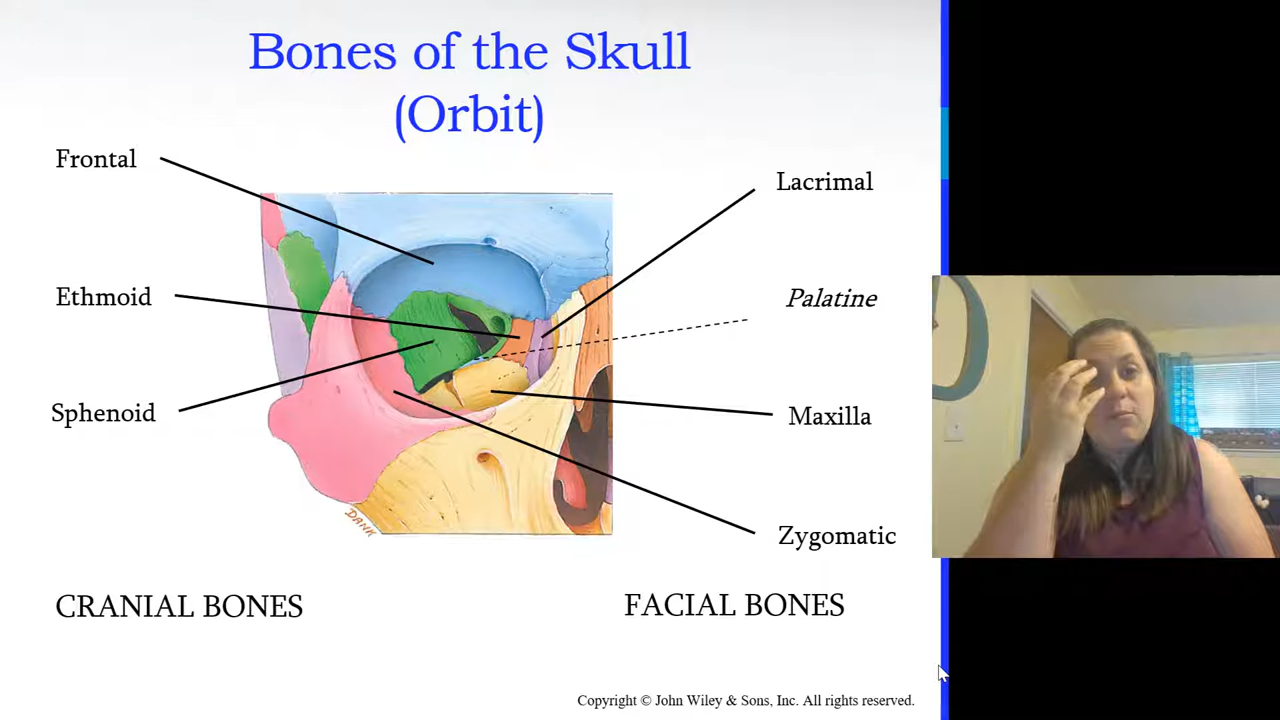 Bones of the Skull
(Orbit)
Frontal
Lacrimal
Ethmoid
Palatine
Sphenoid
Maxilla
Zygomatic
DANK
CRANIAL BONES
FACIAL BONES
Copyright © John Wiley & Sons, Inc. All rights reserved.